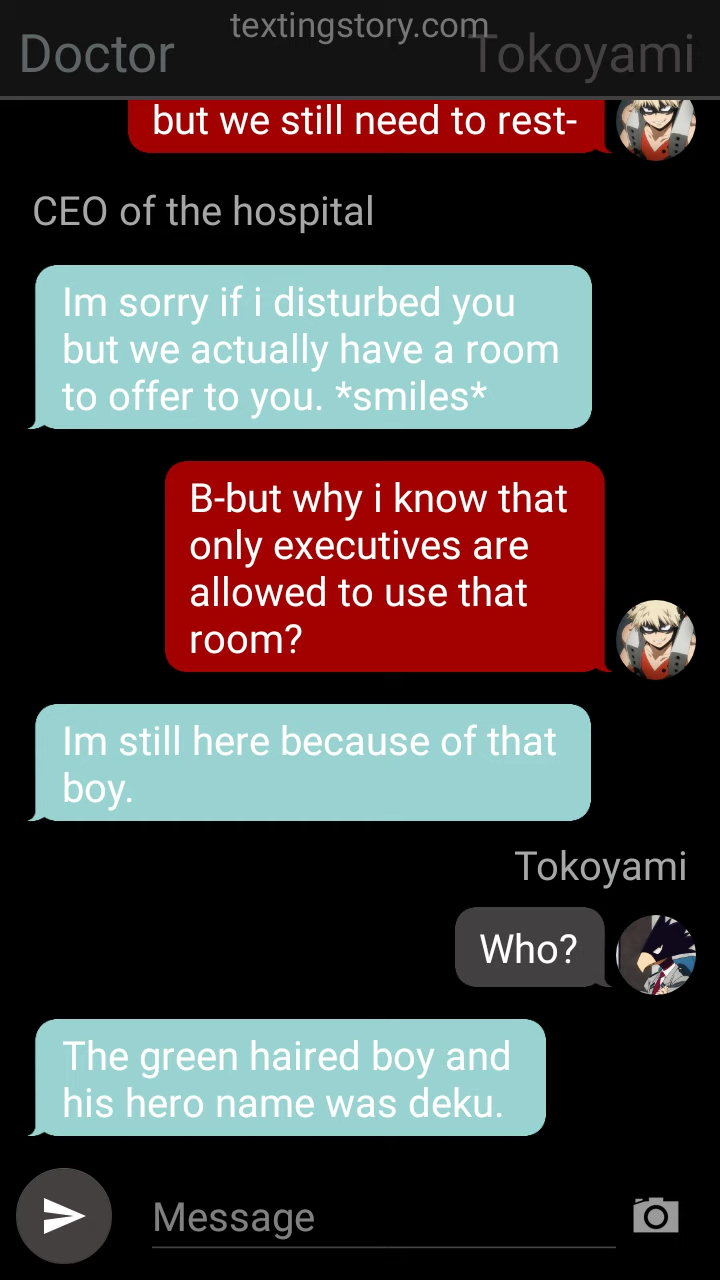 textingstory.com
Doctor
Tokoyami
but we still need to rest-
CEO of the hospital
Im sorry if i disturbed you
but we actually have a room
to offer to you. *smiles*
B-but why i know that
only executives are
allowed to use that
room?
Im still here because of that
boy.
Tokoyami
Who?
The green haired boy and
his hero name was deku.
Message